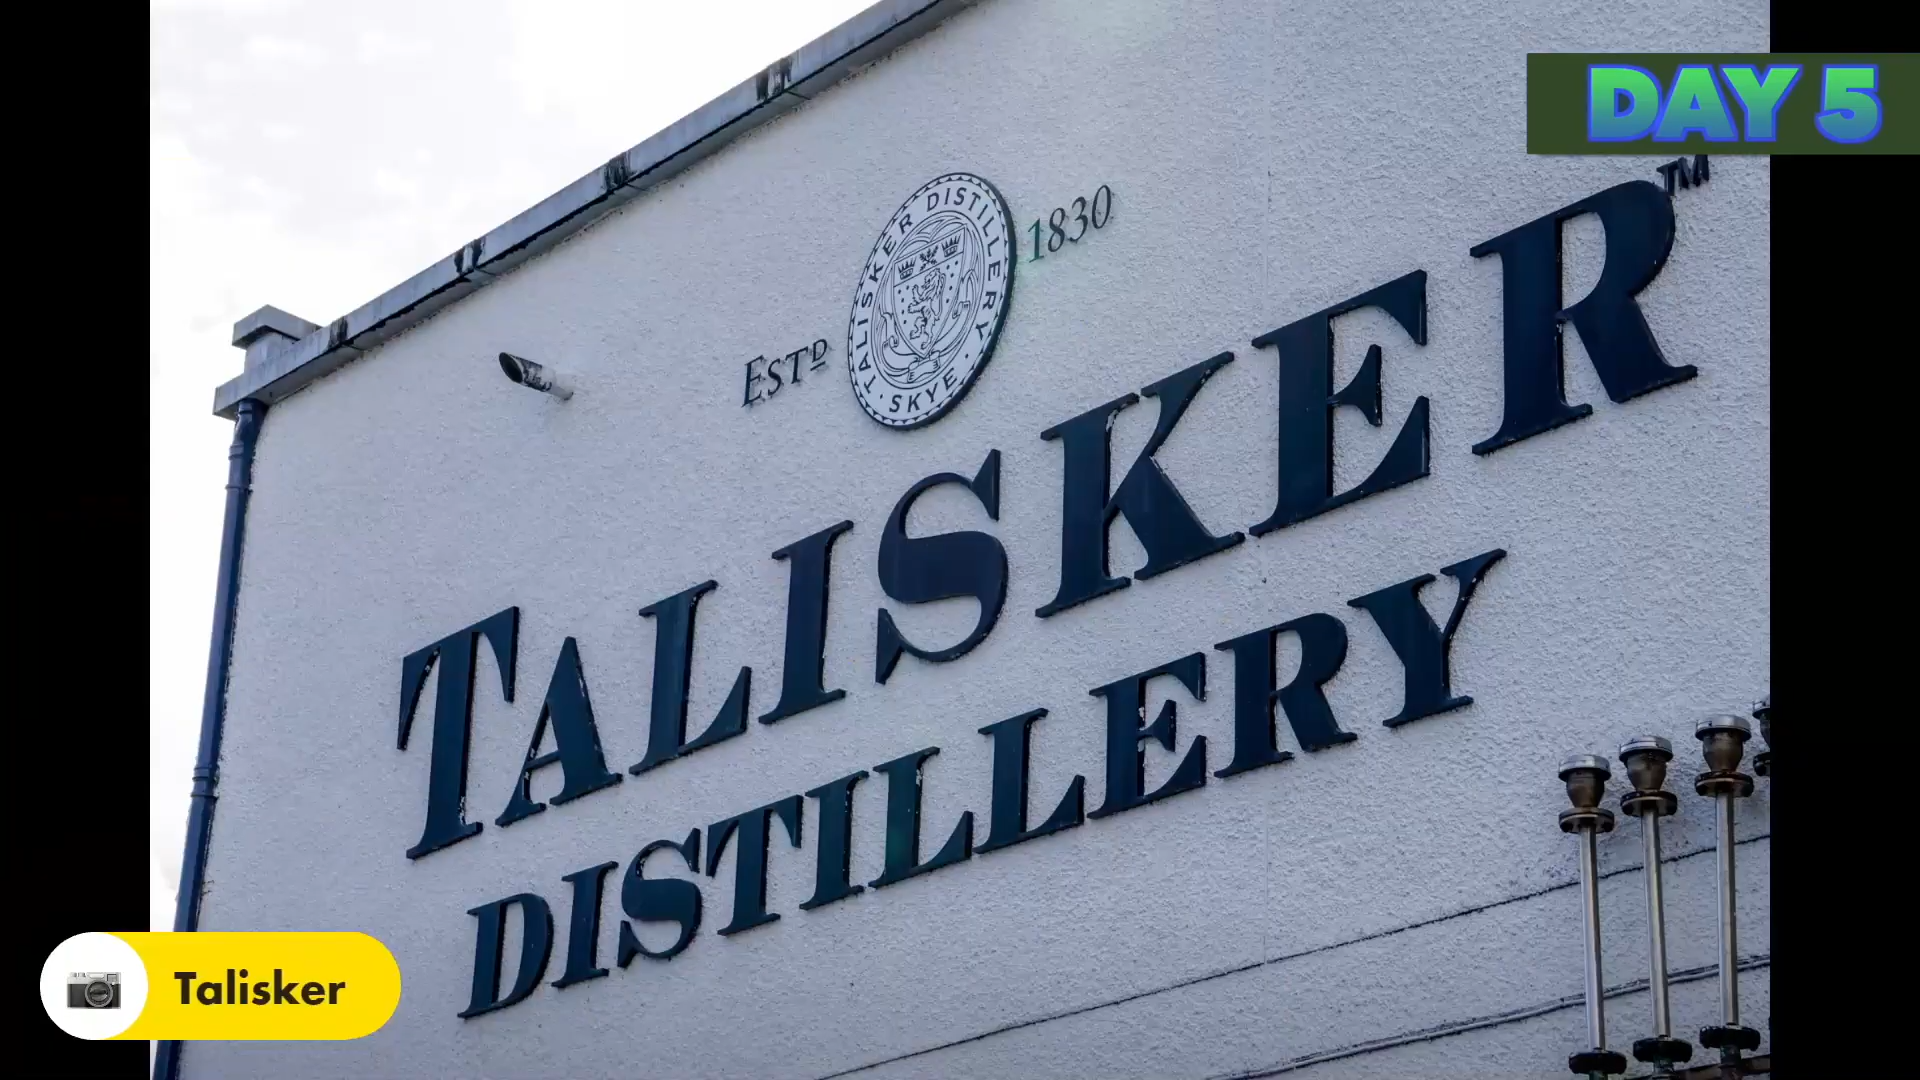 DAY 5
TALISKER DISTILLERY
· SKYE ·
ESTD
1830
TALISKER™
DISTILLERY
Talisker